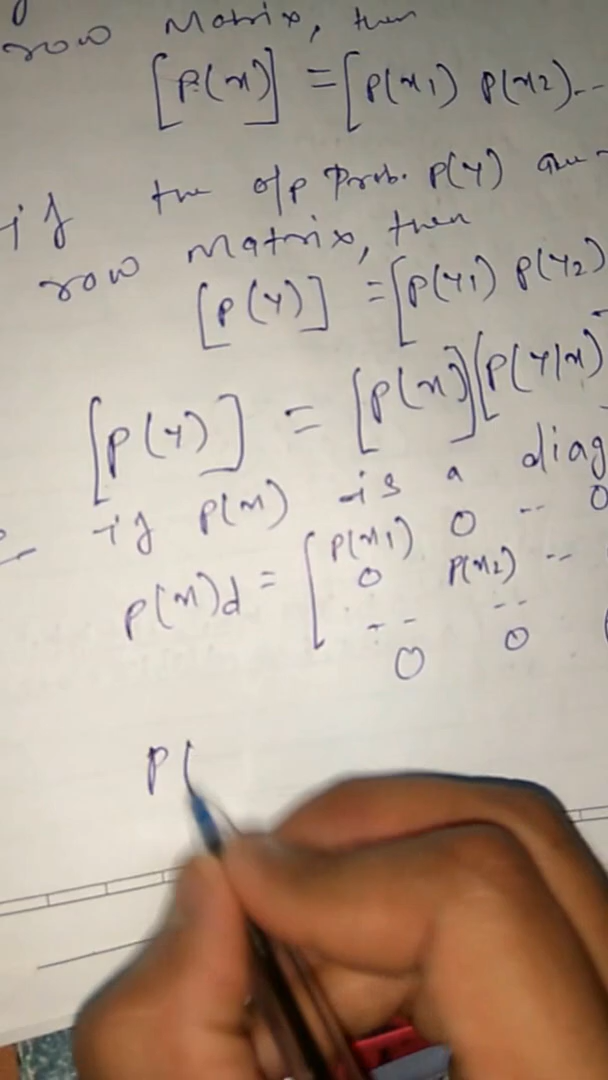 row Matrix, then
[P(x)] = [P(x1) P(x2)...
if the o/p Prob. P(Y) are
row Matrix, then
[P(Y)] = [P(Y1) P(Y2)
[P(Y)] = [P(x)][P(Y|x)
if P(x) is a diag
P(x)d = [P(x1) 0 -- 0
0 P(x2) --
-- --
0 0
P(